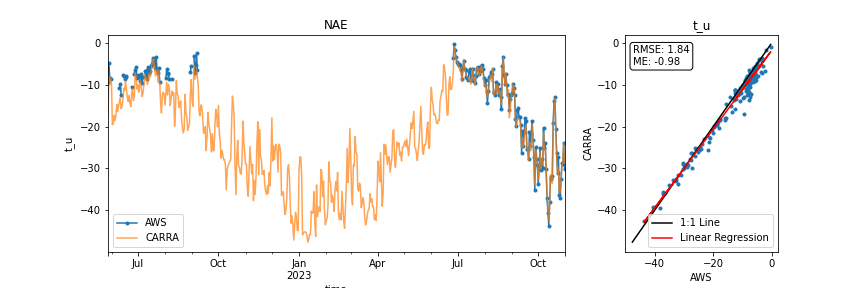 NAE
t_u
0
−10
−20
−30
−40
t_u
AWS
CARRA
Jul
Oct
Jan
2023
Apr
Jul
Oct
t_u
RMSE: 1.84
ME: -0.98
0
−10
−20
−30
−40
CARRA
1:1 Line
Linear Regression
−40
−20
0
AWS